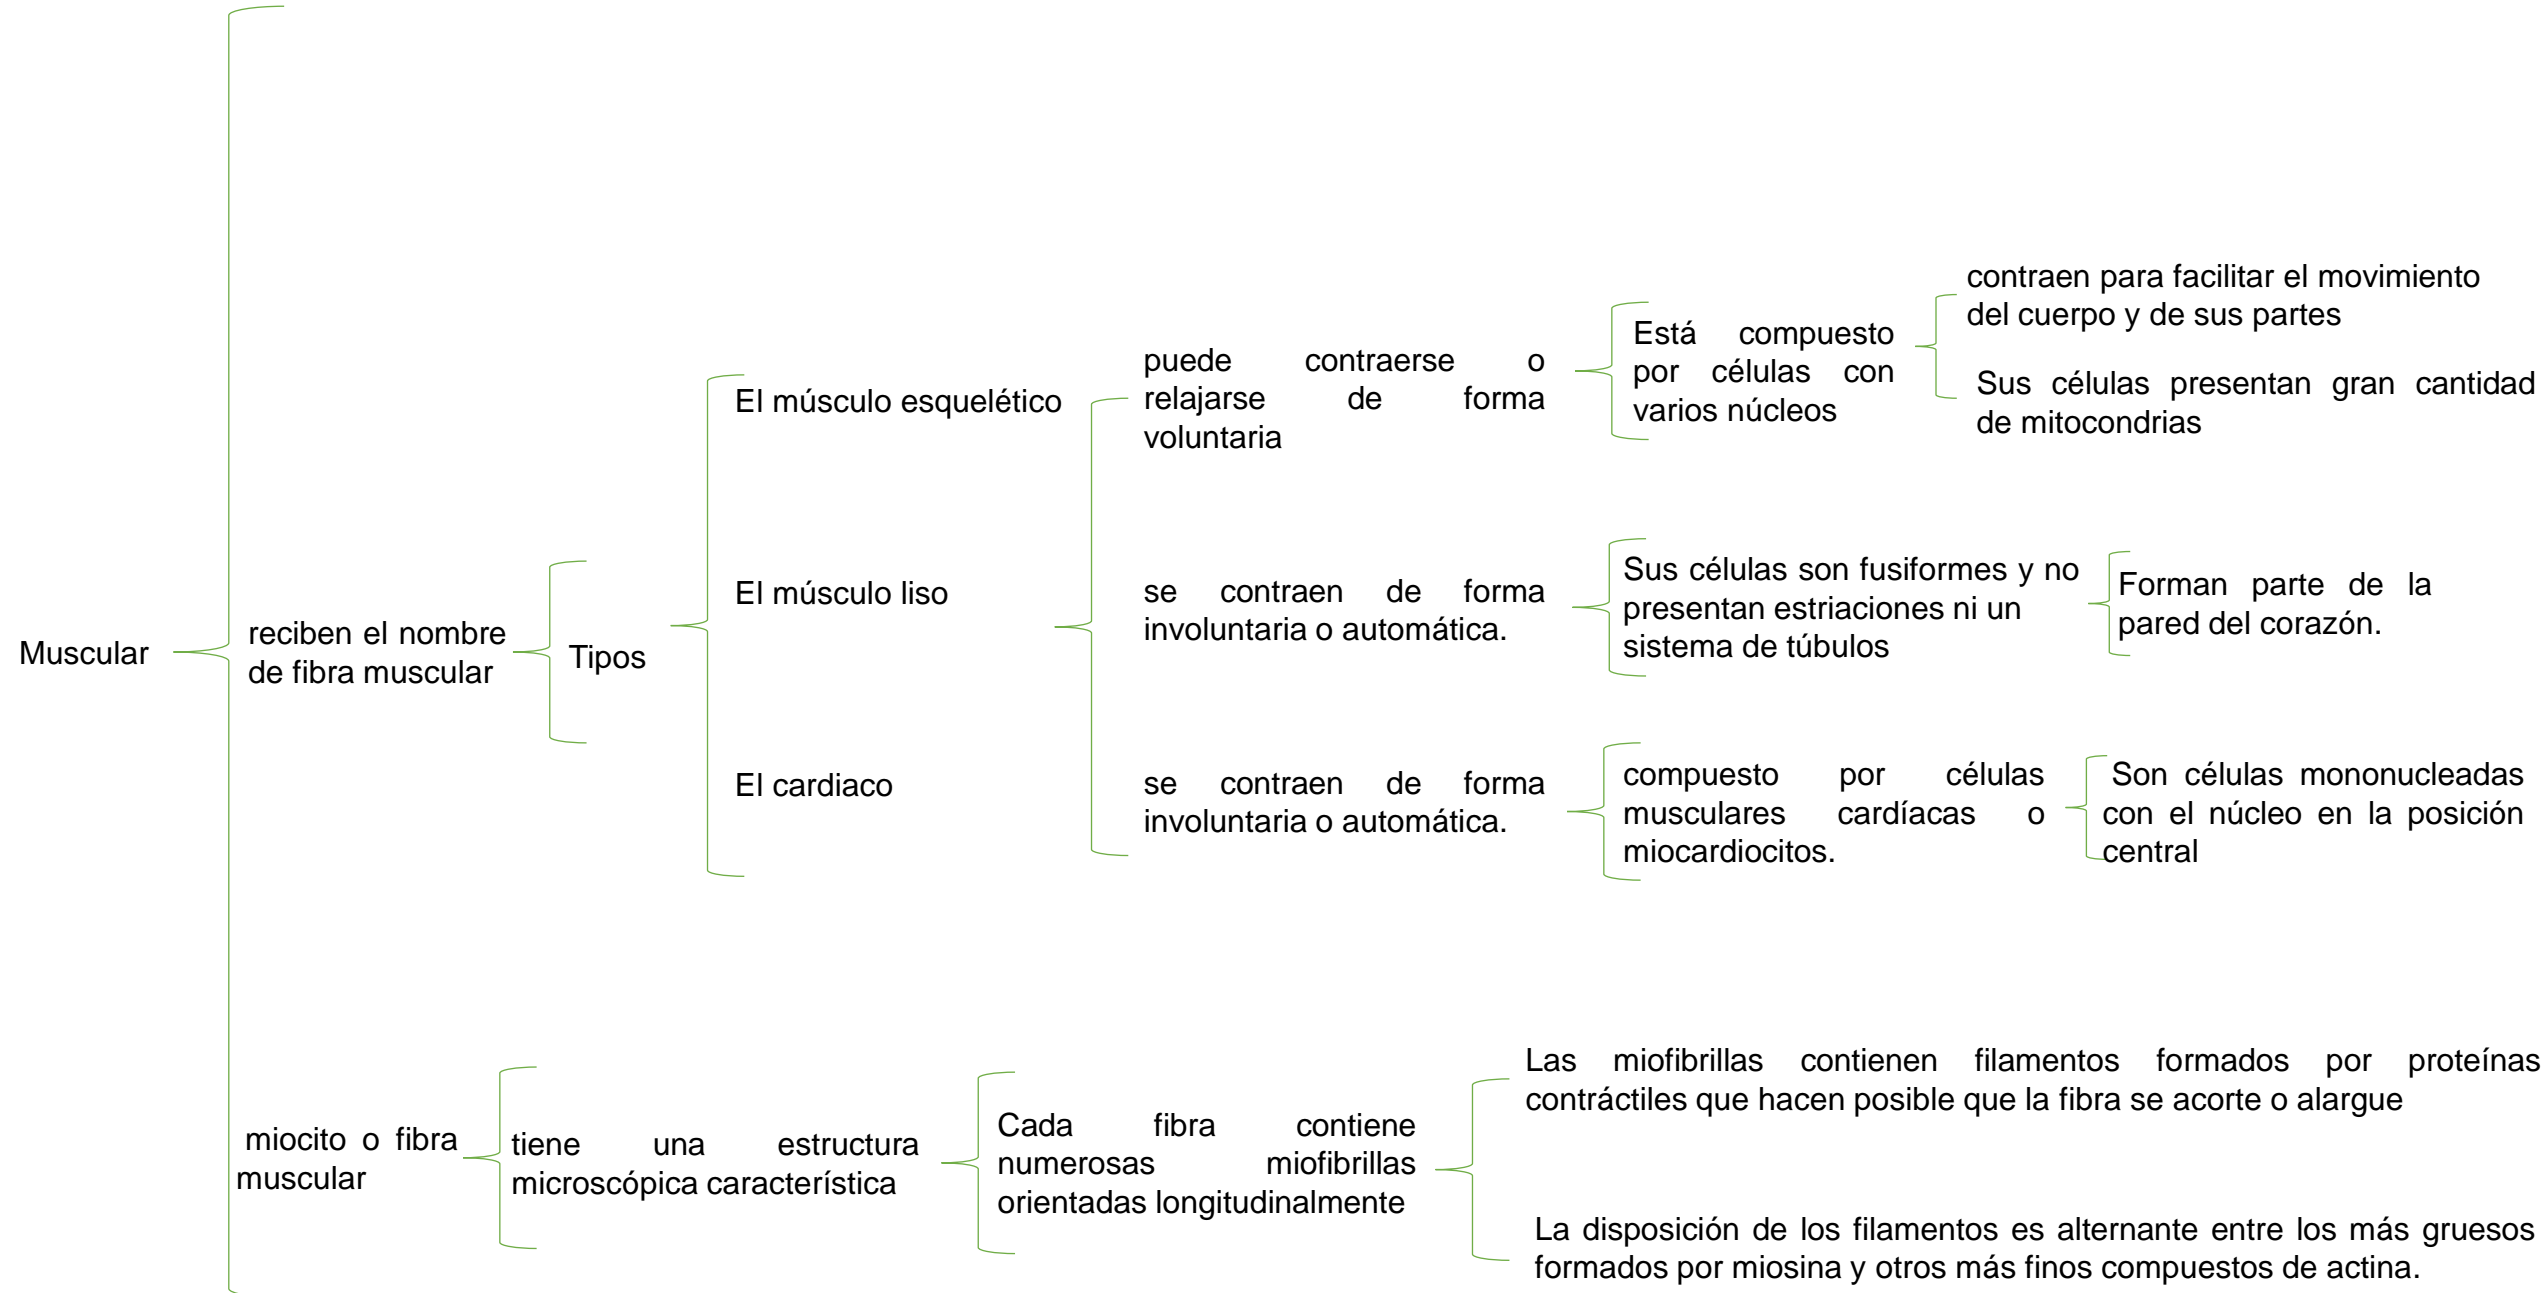 Muscular
reciben el nombre
de fibra muscular
Tipos
El músculo esquelético
puede contraerse o
relajarse de forma
voluntaria
Está compuesto
por células con
varios núcleos
contraen para facilitar el movimiento
del cuerpo y de sus partes
Sus células presentan gran cantidad
de mitocondrias
El músculo liso
se contraen de forma
involuntaria o automática.
Sus células son fusiformes y no
presentan estriaciones ni un
sistema de túbulos
Forman parte de la
pared del corazón.
El cardiaco
se contraen de forma
involuntaria o automática.
compuesto por células
musculares cardíacas o
miocardiocitos.
Son células mononucleadas
con el núcleo en la posición
central
miocito o fibra
muscular
tiene una estructura
microscópica característica
Cada fibra contiene
numerosas miofibrillas
orientadas longitudinalmente
Las miofibrillas contienen filamentos formados por proteínas
contráctiles que hacen posible que la fibra se acorte o alargue
La disposición de los filamentos es alternante entre los más gruesos
formados por miosina y otros más finos compuestos de actina.